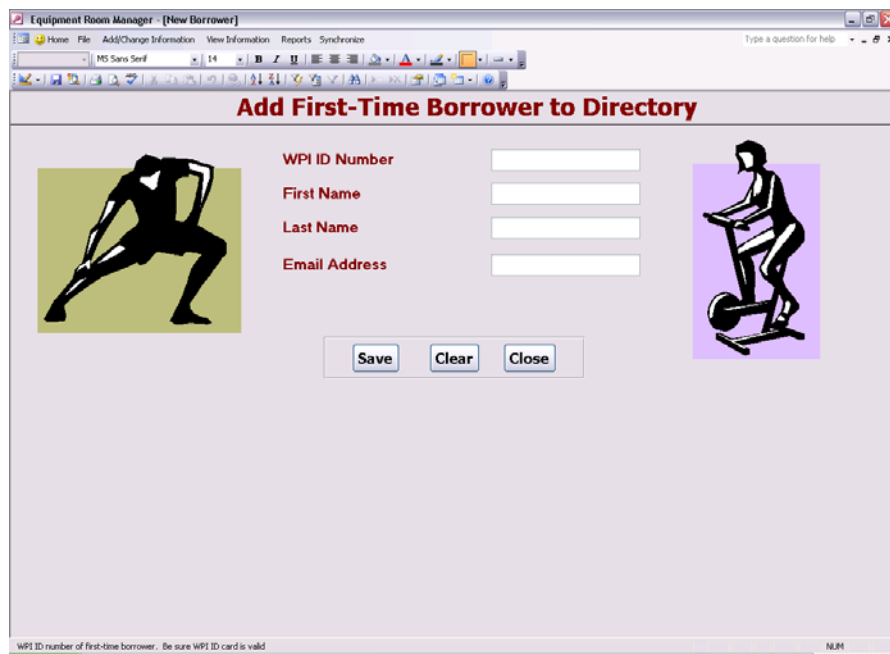 Equipment Room Manager - [New Borrower]
Home File Add/Change Information View Information Reports Synchronize Type a question for help
MS Sans Serif 14 B I U A
Add First-Time Borrower to Directory
WPI ID Number
First Name
Last Name
Email Address
Save Clear Close
WPI ID number of first-time borrower. Be sure WPI ID card is valid NUM